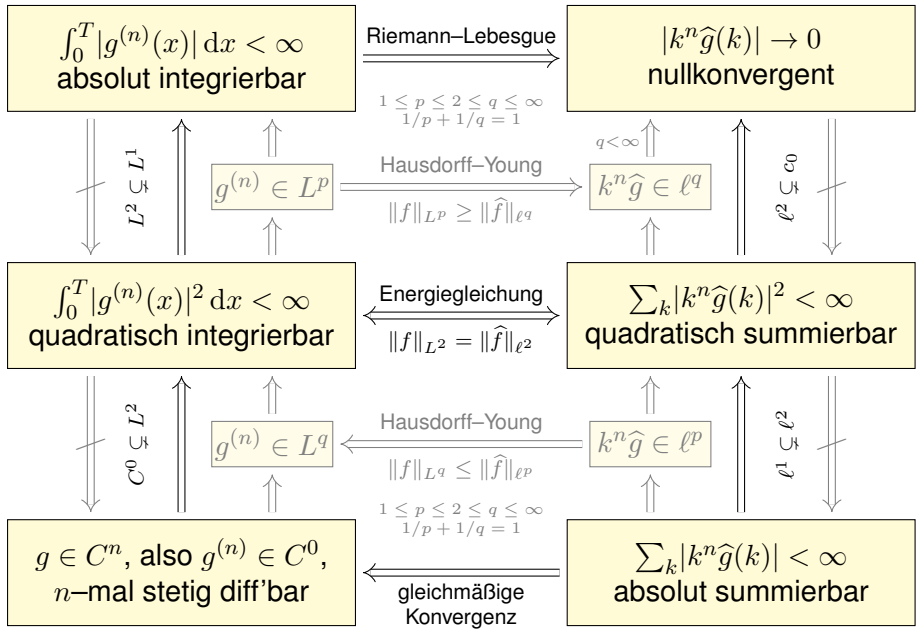 ∫₀ᵀ|g⁽ⁿ⁾(x)| dx < ∞
absolut integrierbar
Riemann–Lebesgue
|kⁿĝ(k)| → 0
nullkonvergent
1 ≤ p ≤ 2 ≤ q ≤ ∞
1/p + 1/q = 1
L² ⊊ L¹
g⁽ⁿ⁾ ∈ Lᵖ
Hausdorff–Young
‖f‖_{Lᵖ} ≥ ‖f̂‖_{ℓ^q}
q<∞
kⁿĝ ∈ ℓ^q
ℓ² ⊊ c₀
∫₀ᵀ|g⁽ⁿ⁾(x)|² dx < ∞
quadratisch integrierbar
Energiegleichung
‖f‖_{L²} = ‖f̂‖_{ℓ²}
∑ₖ|kⁿĝ(k)|² < ∞
quadratisch summierbar
C⁰ ⊊ L²
g⁽ⁿ⁾ ∈ L^q
Hausdorff–Young
‖f‖_{L^q} ≤ ‖f̂‖_{ℓᵖ}
1 ≤ p ≤ 2 ≤ q ≤ ∞
1/p + 1/q = 1
kⁿĝ ∈ ℓᵖ
ℓ¹ ⊊ ℓ²
g ∈ Cⁿ, also g⁽ⁿ⁾ ∈ C⁰,
n–mal stetig diff'bar
gleichmäßige
Konvergenz
∑ₖ|kⁿĝ(k)| < ∞
absolut summierbar